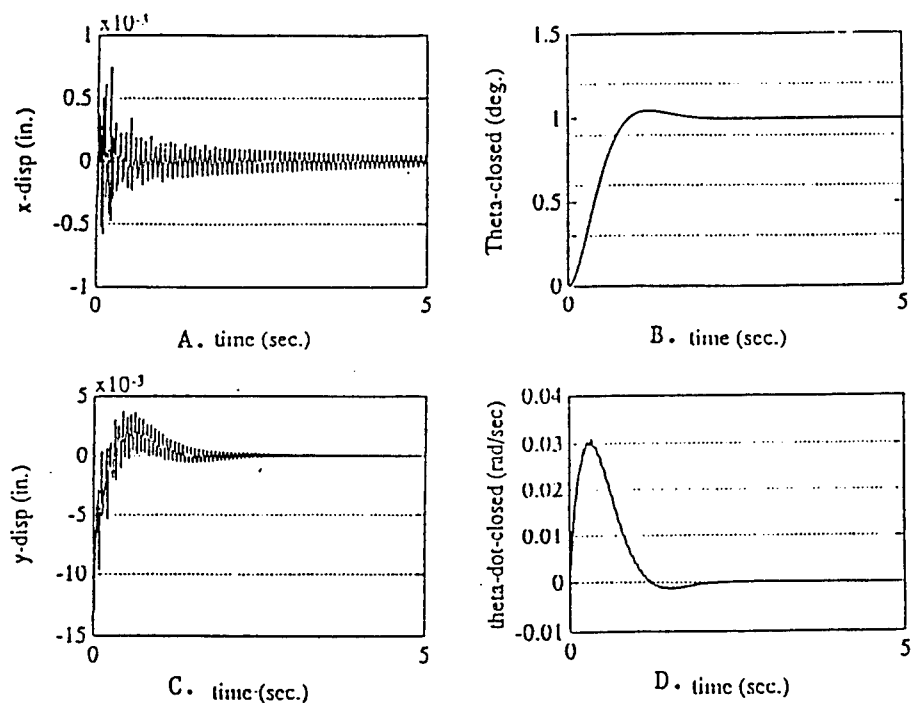 x10⁻³
1
0.5
0
-0.5
-1
x-disp (in.)
0
5
A. time (sec.)
1.5
1
0.5
0
Theta-closed (deg.)
0
5
B. time (sec.)
x10⁻³
5
0
-5
-10
-15
y-disp (in.)
0
5
C. time (sec.)
0.04
0.03
0.02
0.01
0
-0.01
theta-dot-closed (rad/sec)
0
5
D. time (sec.)